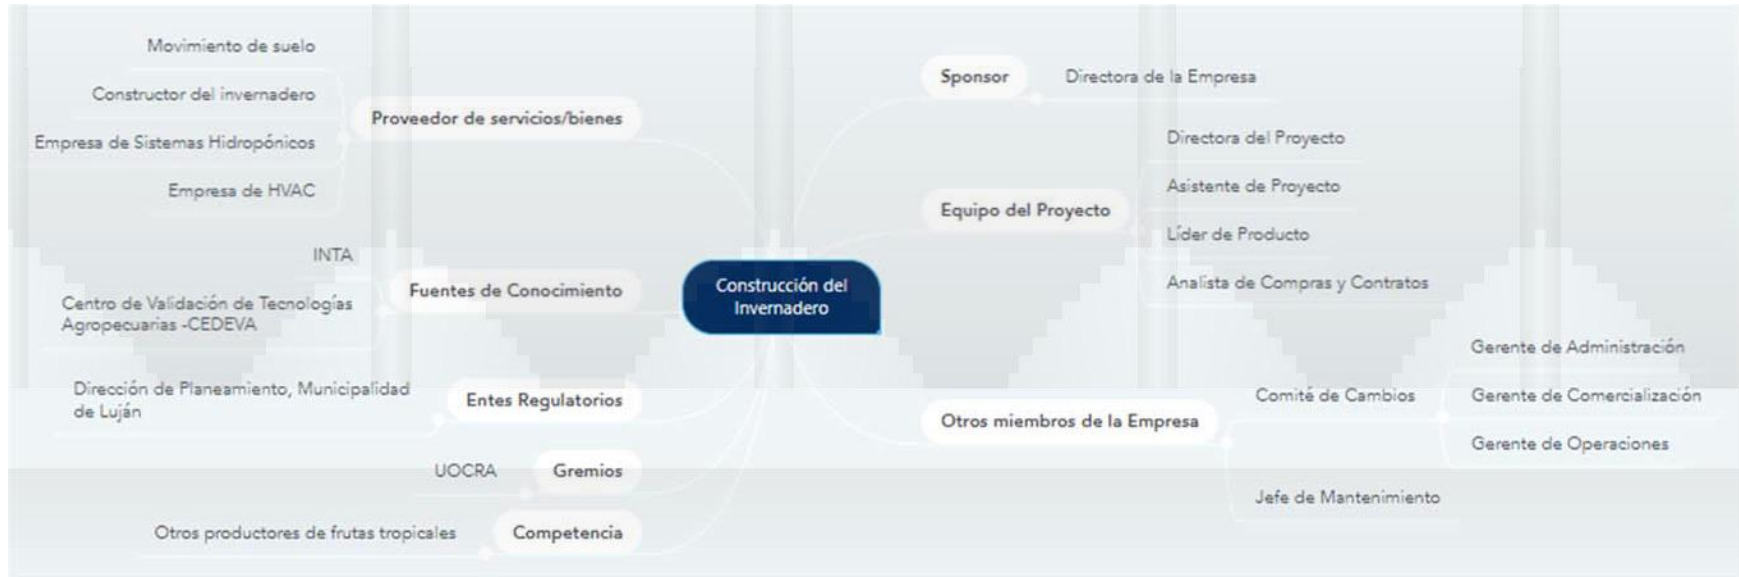 Movimiento de suelo
Constructor del invernadero
Empresa de Sistemas Hidropónicos
Empresa de HVAC
Proveedor de servicios/bienes
INTA
Centro de Validación de Tecnologías
Agropecuarias -CEDEVA
Fuentes de Conocimiento
Dirección de Planeamiento, Municipalidad
de Luján
Entes Regulatorios
UOCRA
Gremios
Otros productores de frutas tropicales
Competencia
Construcción del
Invernadero
Sponsor
Directora de la Empresa
Equipo del Proyecto
Directora del Proyecto
Asistente de Proyecto
Líder de Producto
Analista de Compras y Contratos
Otros miembros de la Empresa
Comité de Cambios
Gerente de Administración
Gerente de Comercialización
Gerente de Operaciones
Jefe de Mantenimiento